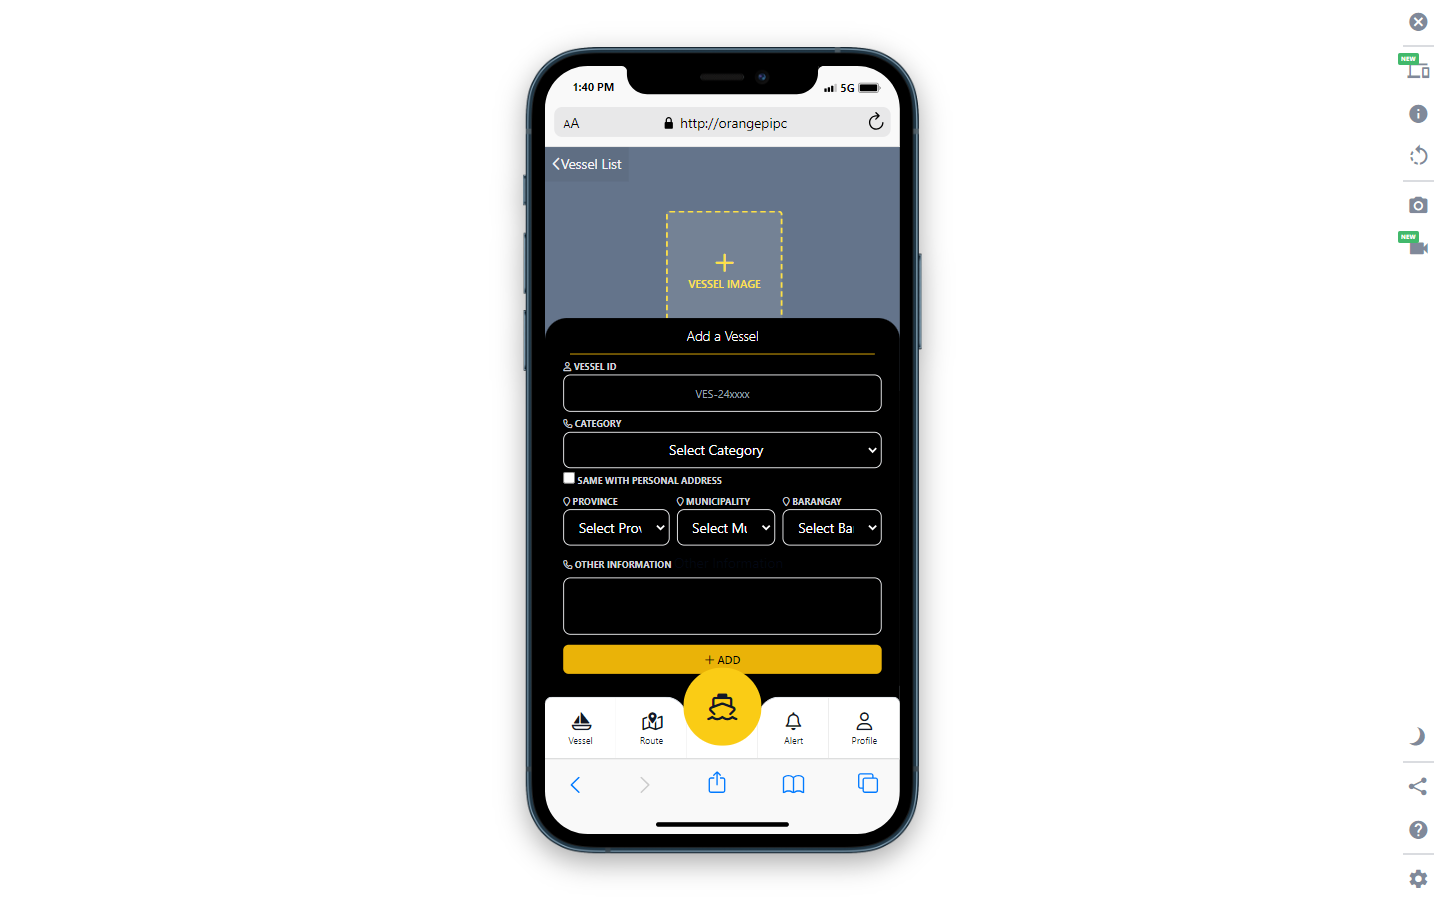 1:40 PM
5G
AA
http://orangepipc
Vessel List
VESSEL IMAGE
Add a Vessel
VESSEL ID
VES-24xxxx
CATEGORY
Select Category
SAME WITH PERSONAL ADDRESS
PROVINCE MUNICIPALITY BARANGAY
Select Prov Select Mu Select Ba
OTHER INFORMATION Other Information
+ ADD
Vessel Route Alert Profile
NEW
NEW